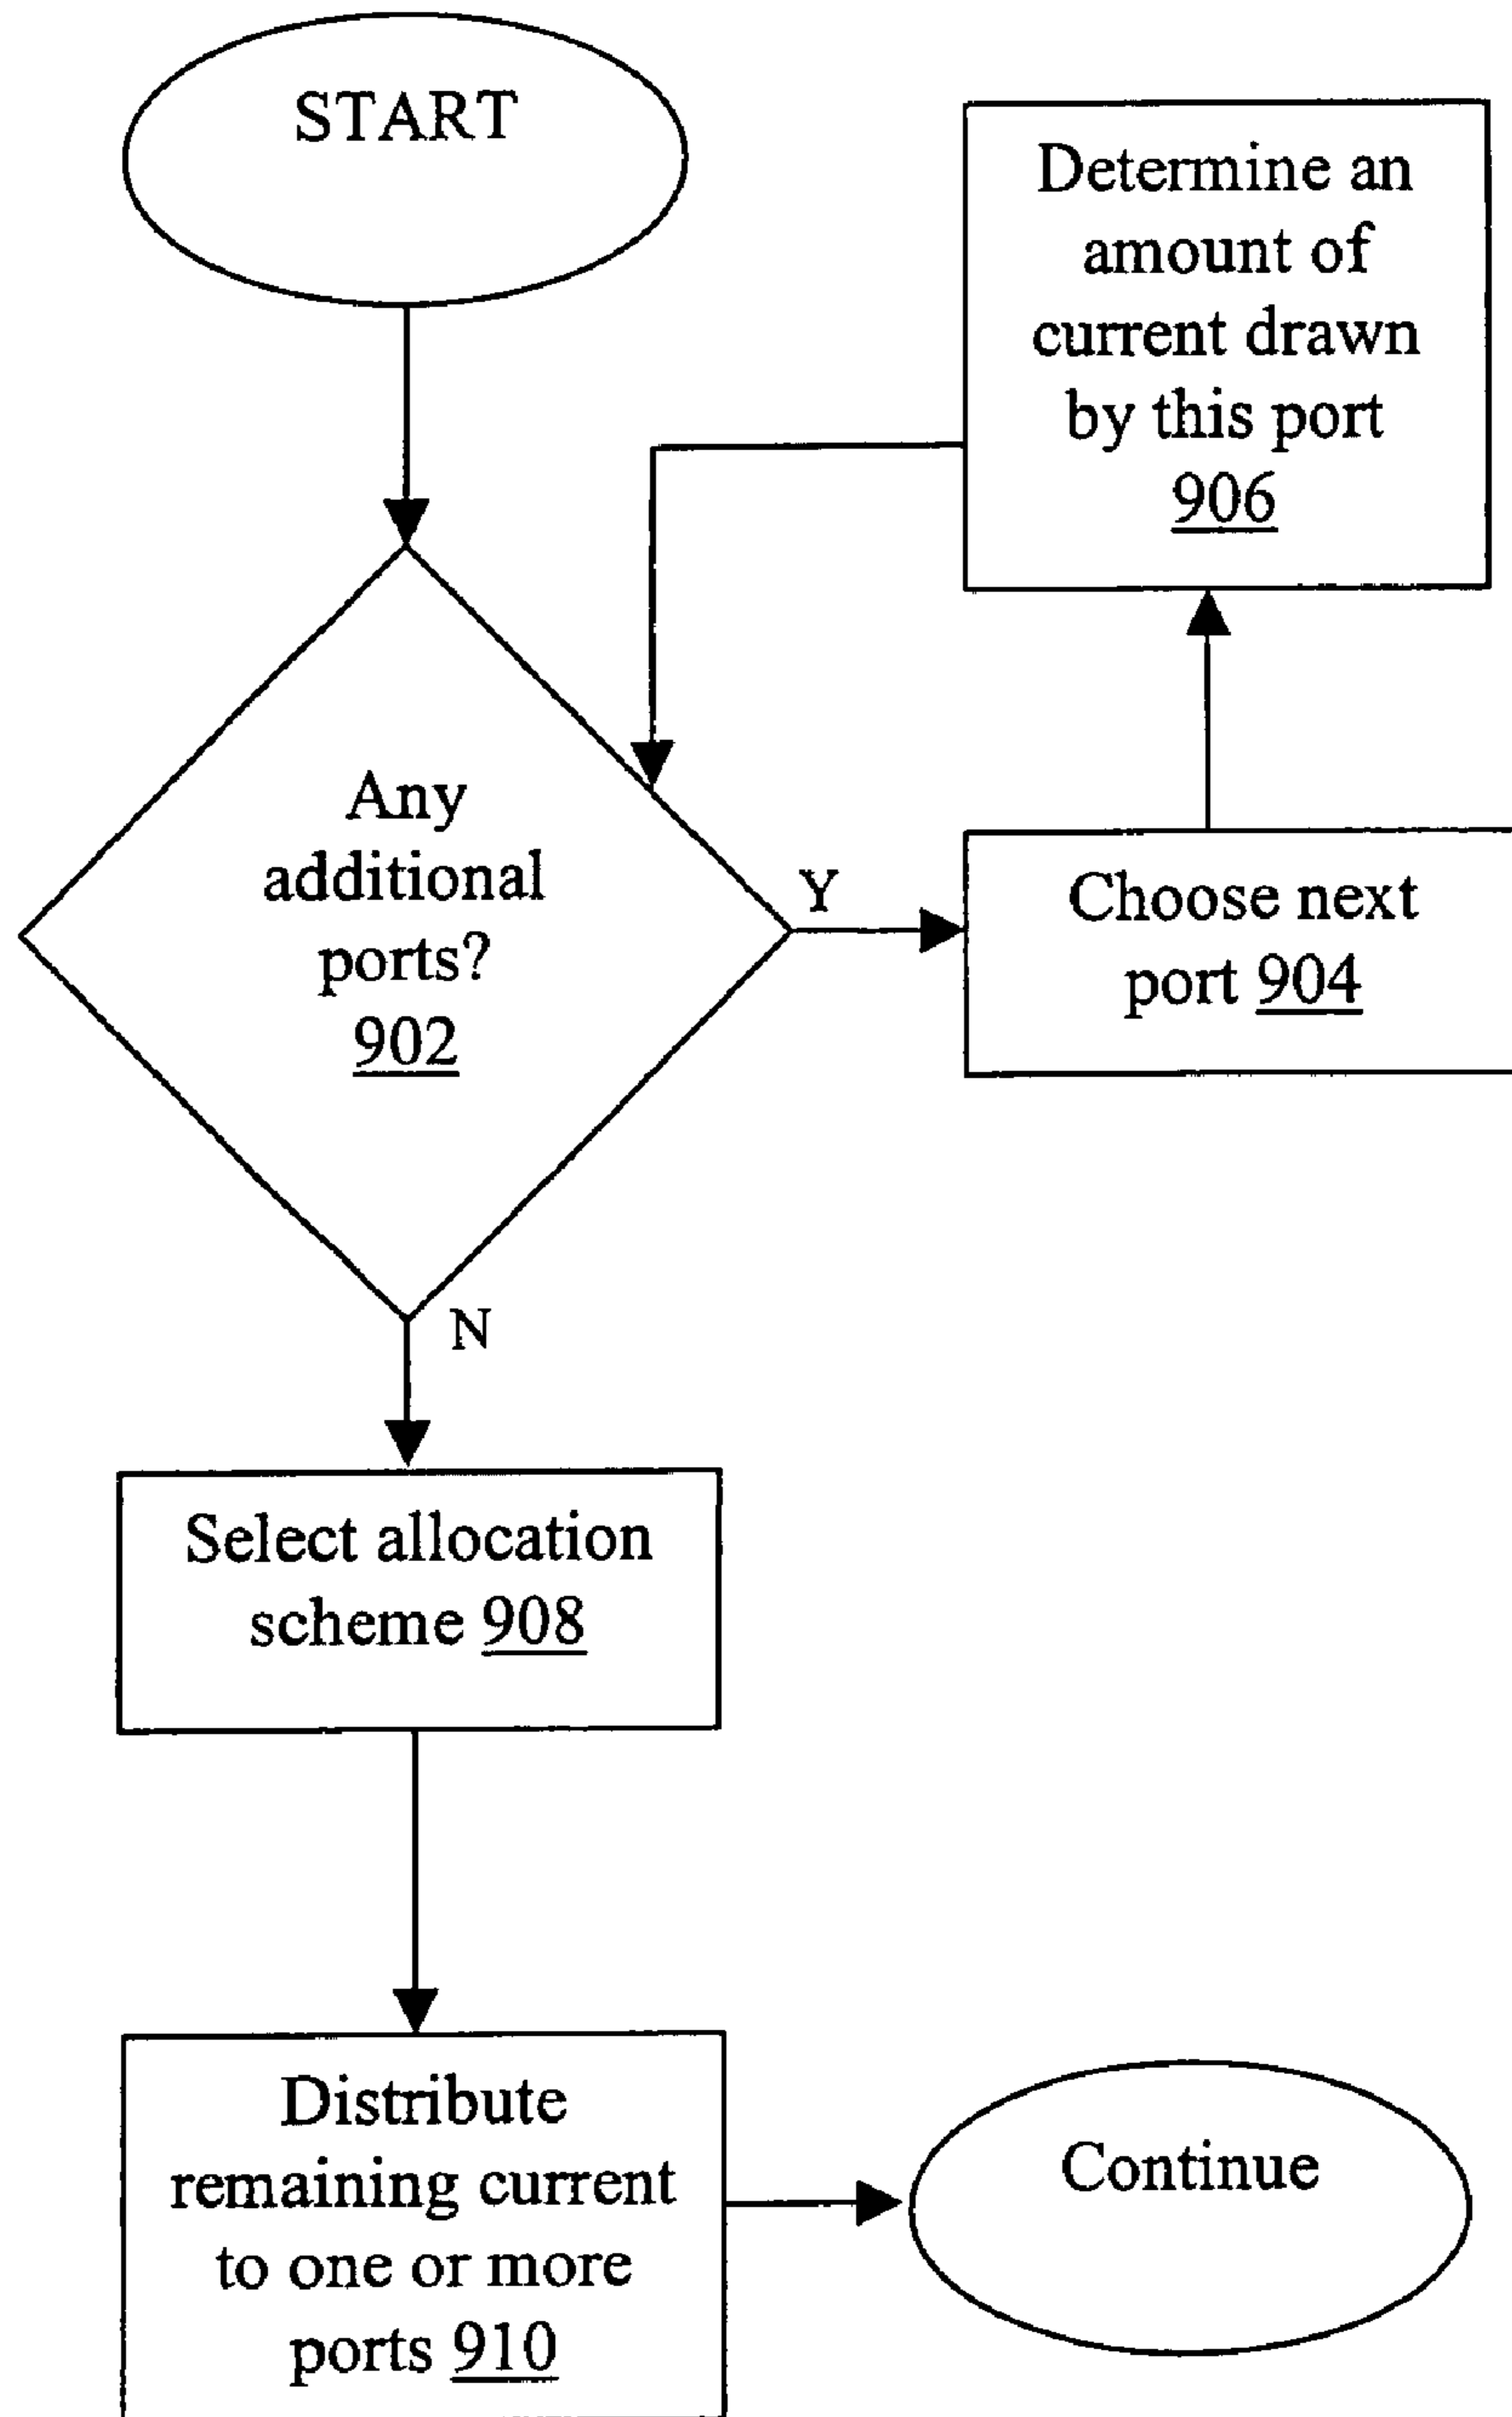 START
Determine an
amount of
current drawn
by this port
906
Any
additional
ports?
902
Y
Choose next
port 904
N
Select allocation
scheme 908
Distribute
remaining current
to one or more
ports 910
Continue